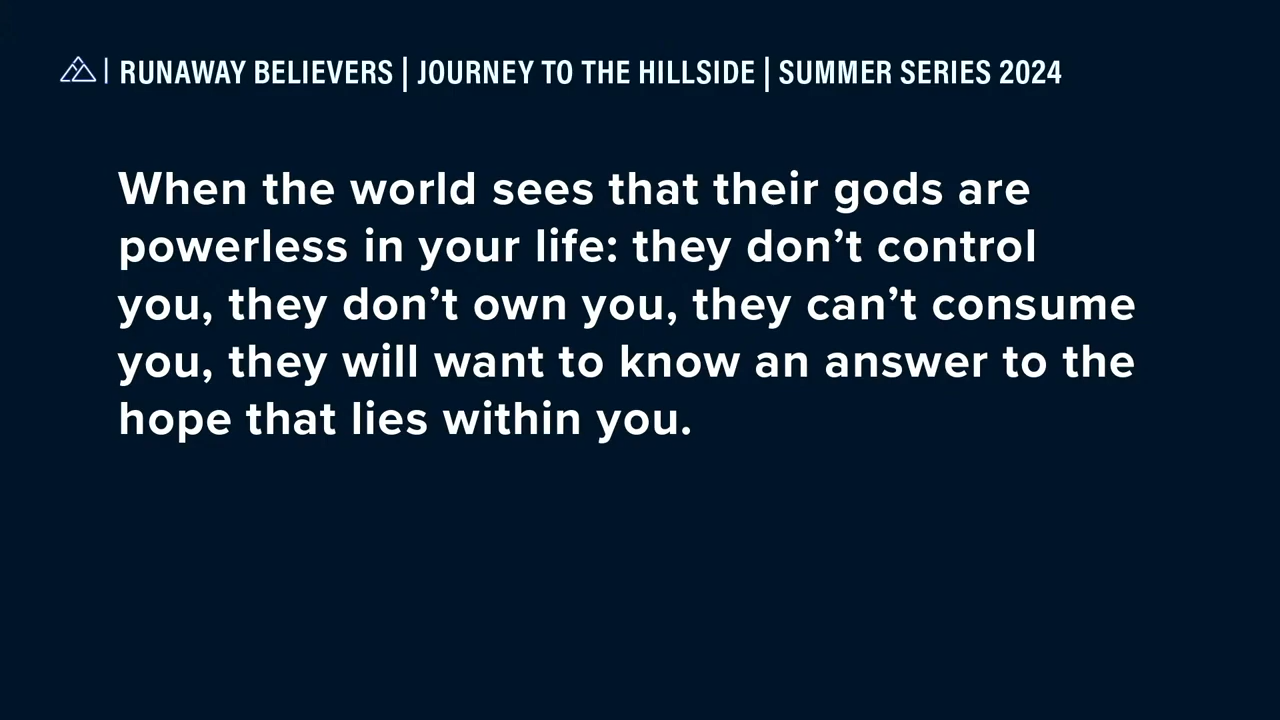 | RUNAWAY BELIEVERS | JOURNEY TO THE HILLSIDE | SUMMER SERIES 2024
When the world sees that their gods are
powerless in your life: they don’t control
you, they don’t own you, they can’t consume
you, they will want to know an answer to the
hope that lies within you.